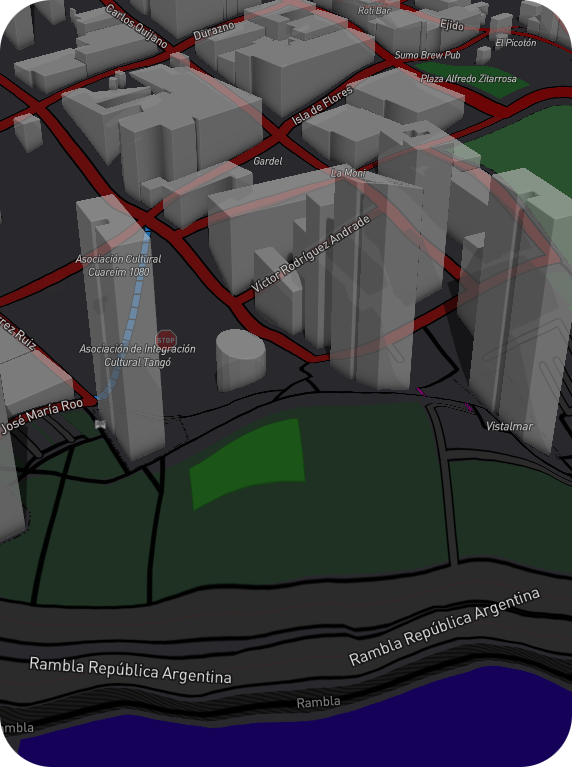 Roti Bar
Carlos Quijano
Durazno
Ejido
El Picotón
Sumo Brew Pub
Plaza Alfredo Zitarrosa
Isla de Flores
Gardel
La Moni
Víctor Rodríguez Andrade
Asociación Cultural
Cuareim 1080
STOP
Asociación de Integración
Cultural Tangó
José María Roo
Vistalmar
Rambla República Argentina
Rambla República Argentina
Rambla